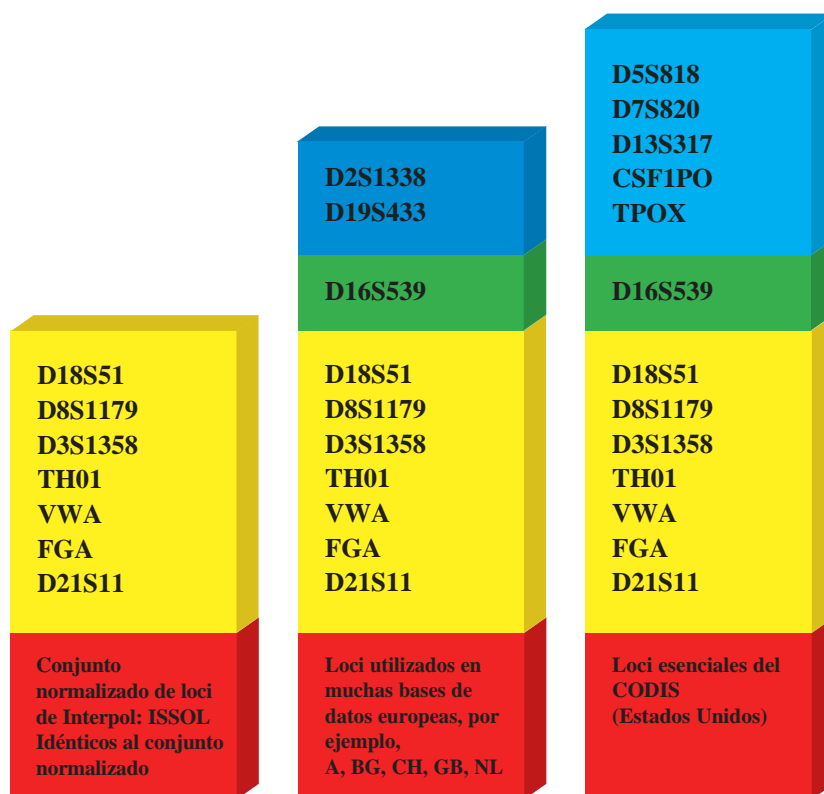 D18S51
D8S1179
D3S1358
TH01
VWA
FGA
D21S11
Conjunto
normalizado de loci
de Interpol: ISSOL
Idénticos al conjunto
normalizado
D2S1338
D19S433
D16S539
D18S51
D8S1179
D3S1358
TH01
VWA
FGA
D21S11
Loci utilizados en
muchas bases de
datos europeas, por
ejemplo,
A, BG, CH, GB, NL
D5S818
D7S820
D13S317
CSF1PO
TPOX
D16S539
D18S51
D8S1179
D3S1358
TH01
VWA
FGA
D21S11
Loci esenciales del
CODIS
(Estados Unidos)